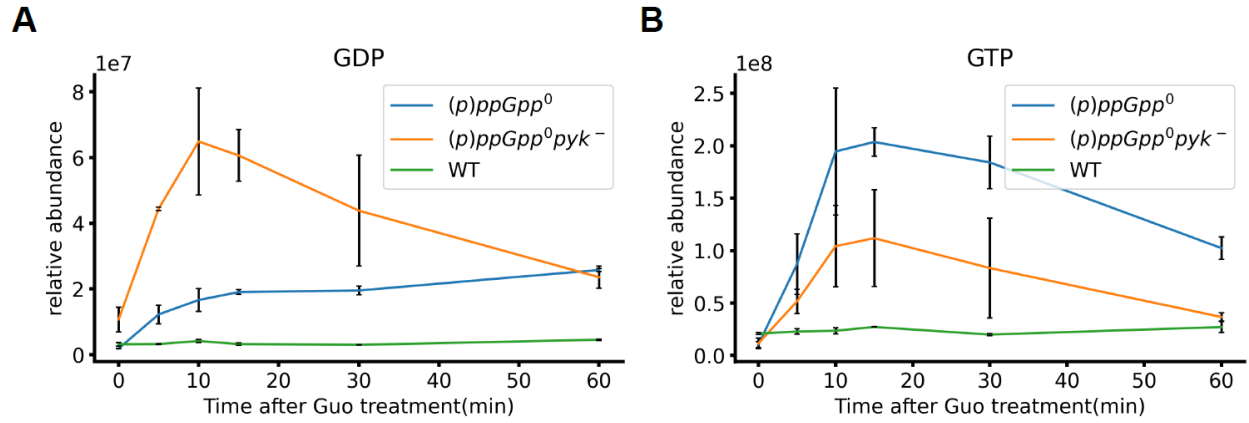 A
B
1e7
GDP
1e8
GTP
(p)ppGpp⁰
(p)ppGpp⁰pyk⁻
WT
(p)ppGpp⁰
(p)ppGpp⁰pyk⁻
WT
8
6
4
2
0
relative abundance
0 10 20 30 40 50 60
Time after Guo treatment(min)
2.5
2.0
1.5
1.0
0.5
0.0
relative abundance
0 10 20 30 40 50 60
Time after Guo treatment(min)